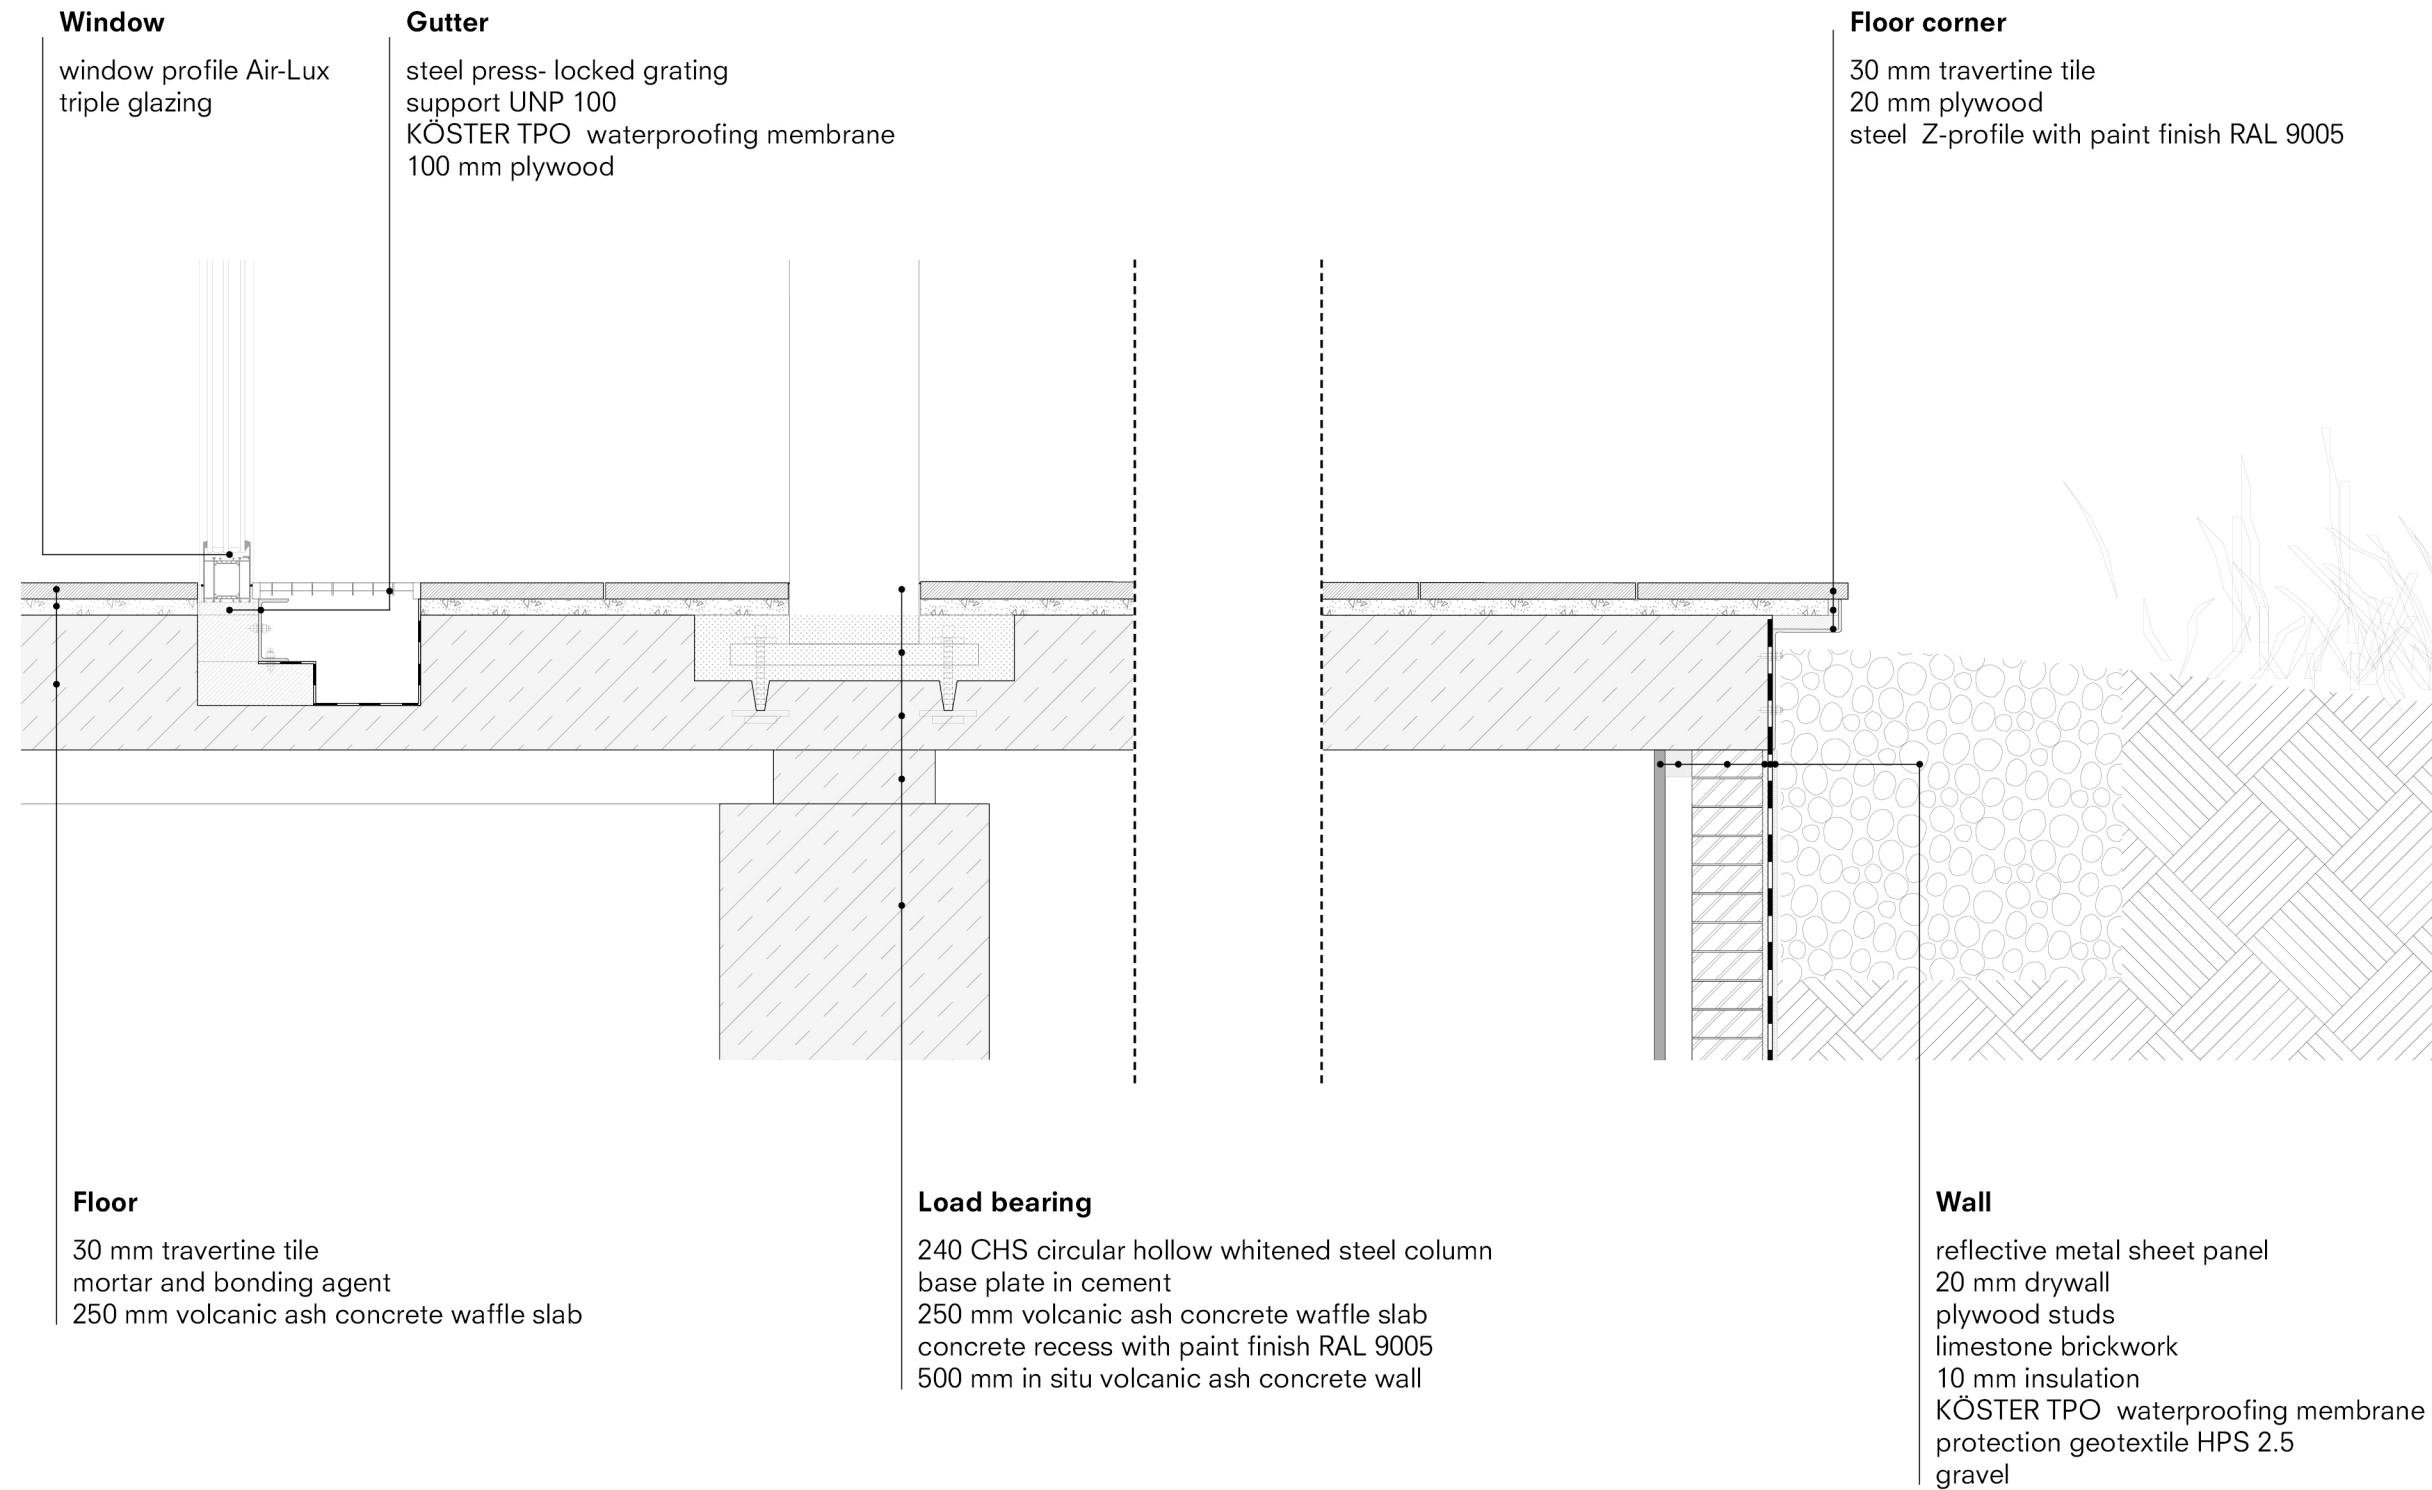 Window
window profile Air-Lux
triple glazing
Gutter
steel press- locked grating
support UNP 100
KÖSTER TPO  waterproofing membrane
100 mm plywood
Floor corner
30 mm travertine tile
20 mm plywood
steel  Z-profile with paint finish RAL 9005
Floor
30 mm travertine tile
mortar and bonding agent
250 mm volcanic ash concrete waffle slab
Load bearing
240 CHS circular hollow whitened steel column
base plate in cement
250 mm volcanic ash concrete waffle slab
concrete recess with paint finish RAL 9005
500 mm in situ volcanic ash concrete wall
Wall
reflective metal sheet panel
20 mm drywall
plywood studs
limestone brickwork
10 mm insulation
KÖSTER TPO  waterproofing membrane
protection geotextile HPS 2.5
gravel